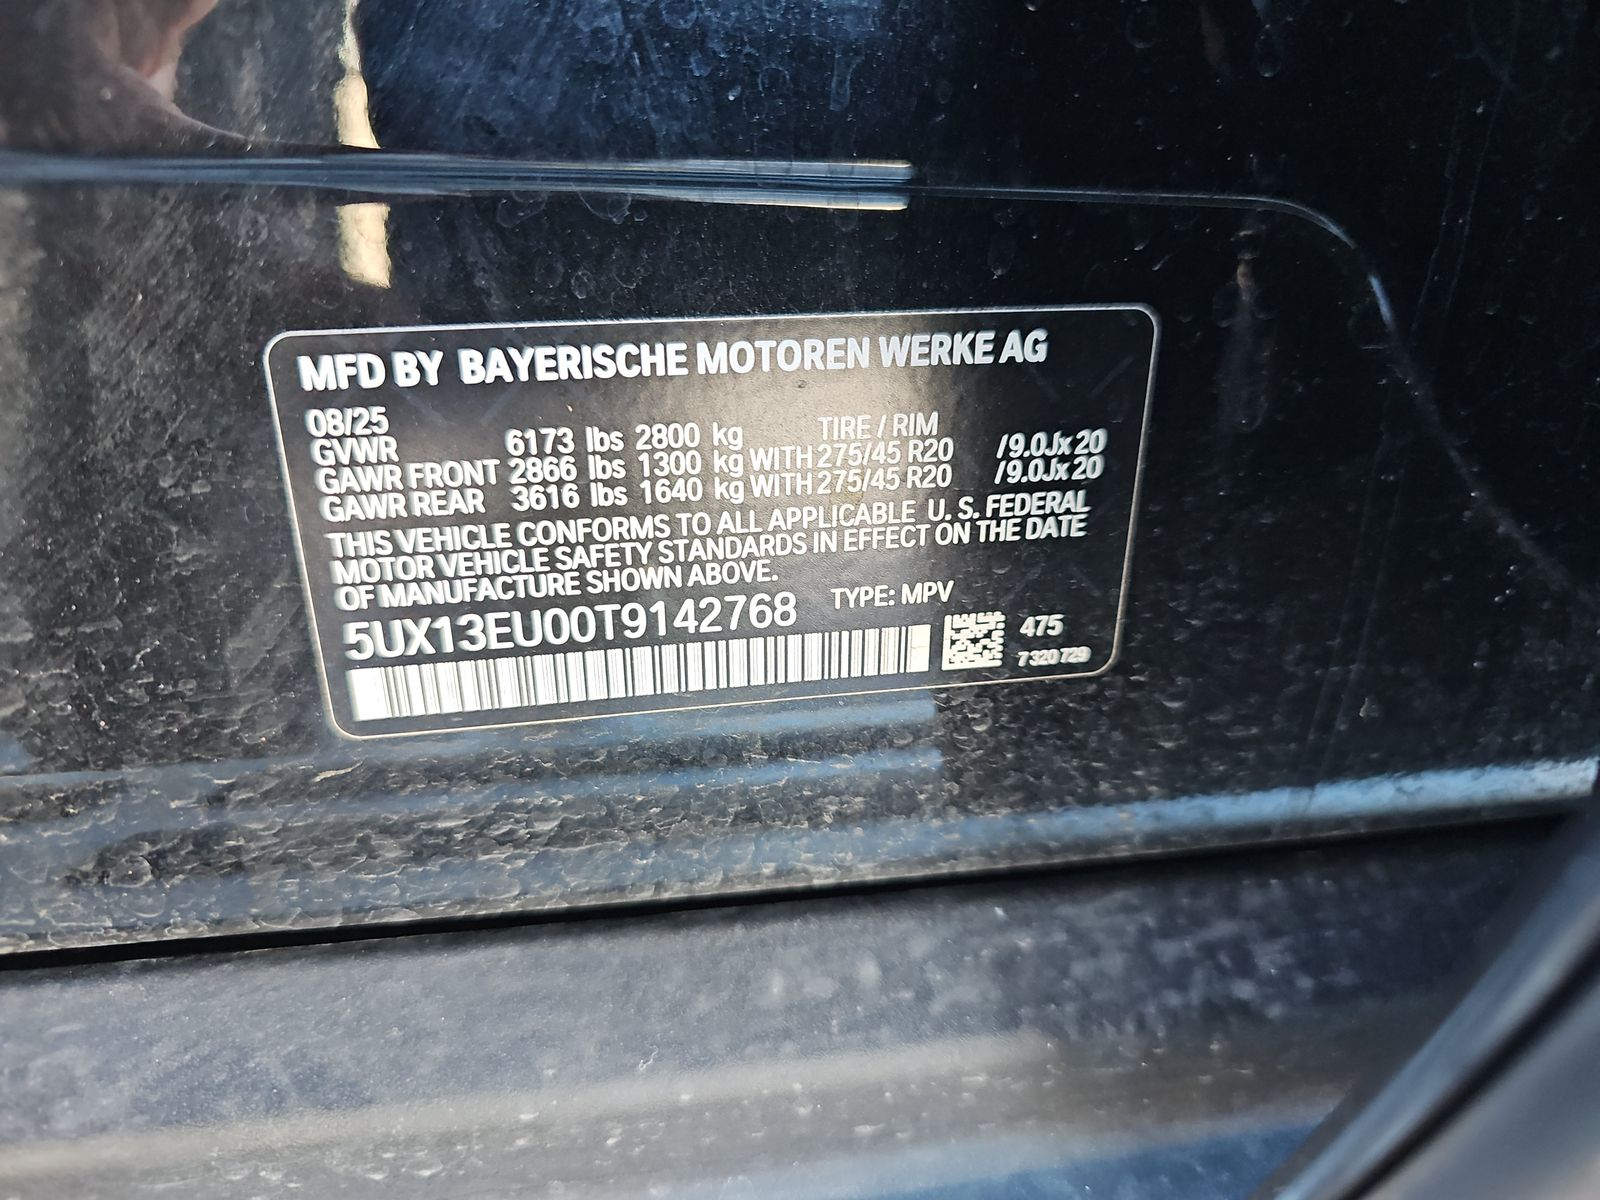 MFD BY BAYERISCHE MOTOREN WERKE AG
08/25 TIRE / RIM
GVWR 6173 lbs 2800 kg
GAWR FRONT 2866 lbs 1300 kg WITH 275/45 R20 /9.0Jx20
GAWR REAR 3616 lbs 1640 kg WITH 275/45 R20 /9.0Jx20
THIS VEHICLE CONFORMS TO ALL APPLICABLE U. S. FEDERAL
MOTOR VEHICLE SAFETY STANDARDS IN EFFECT ON THE DATE
OF MANUFACTURE SHOWN ABOVE.
5UX13EU00T9142768 TYPE: MPV
475
7 320 729